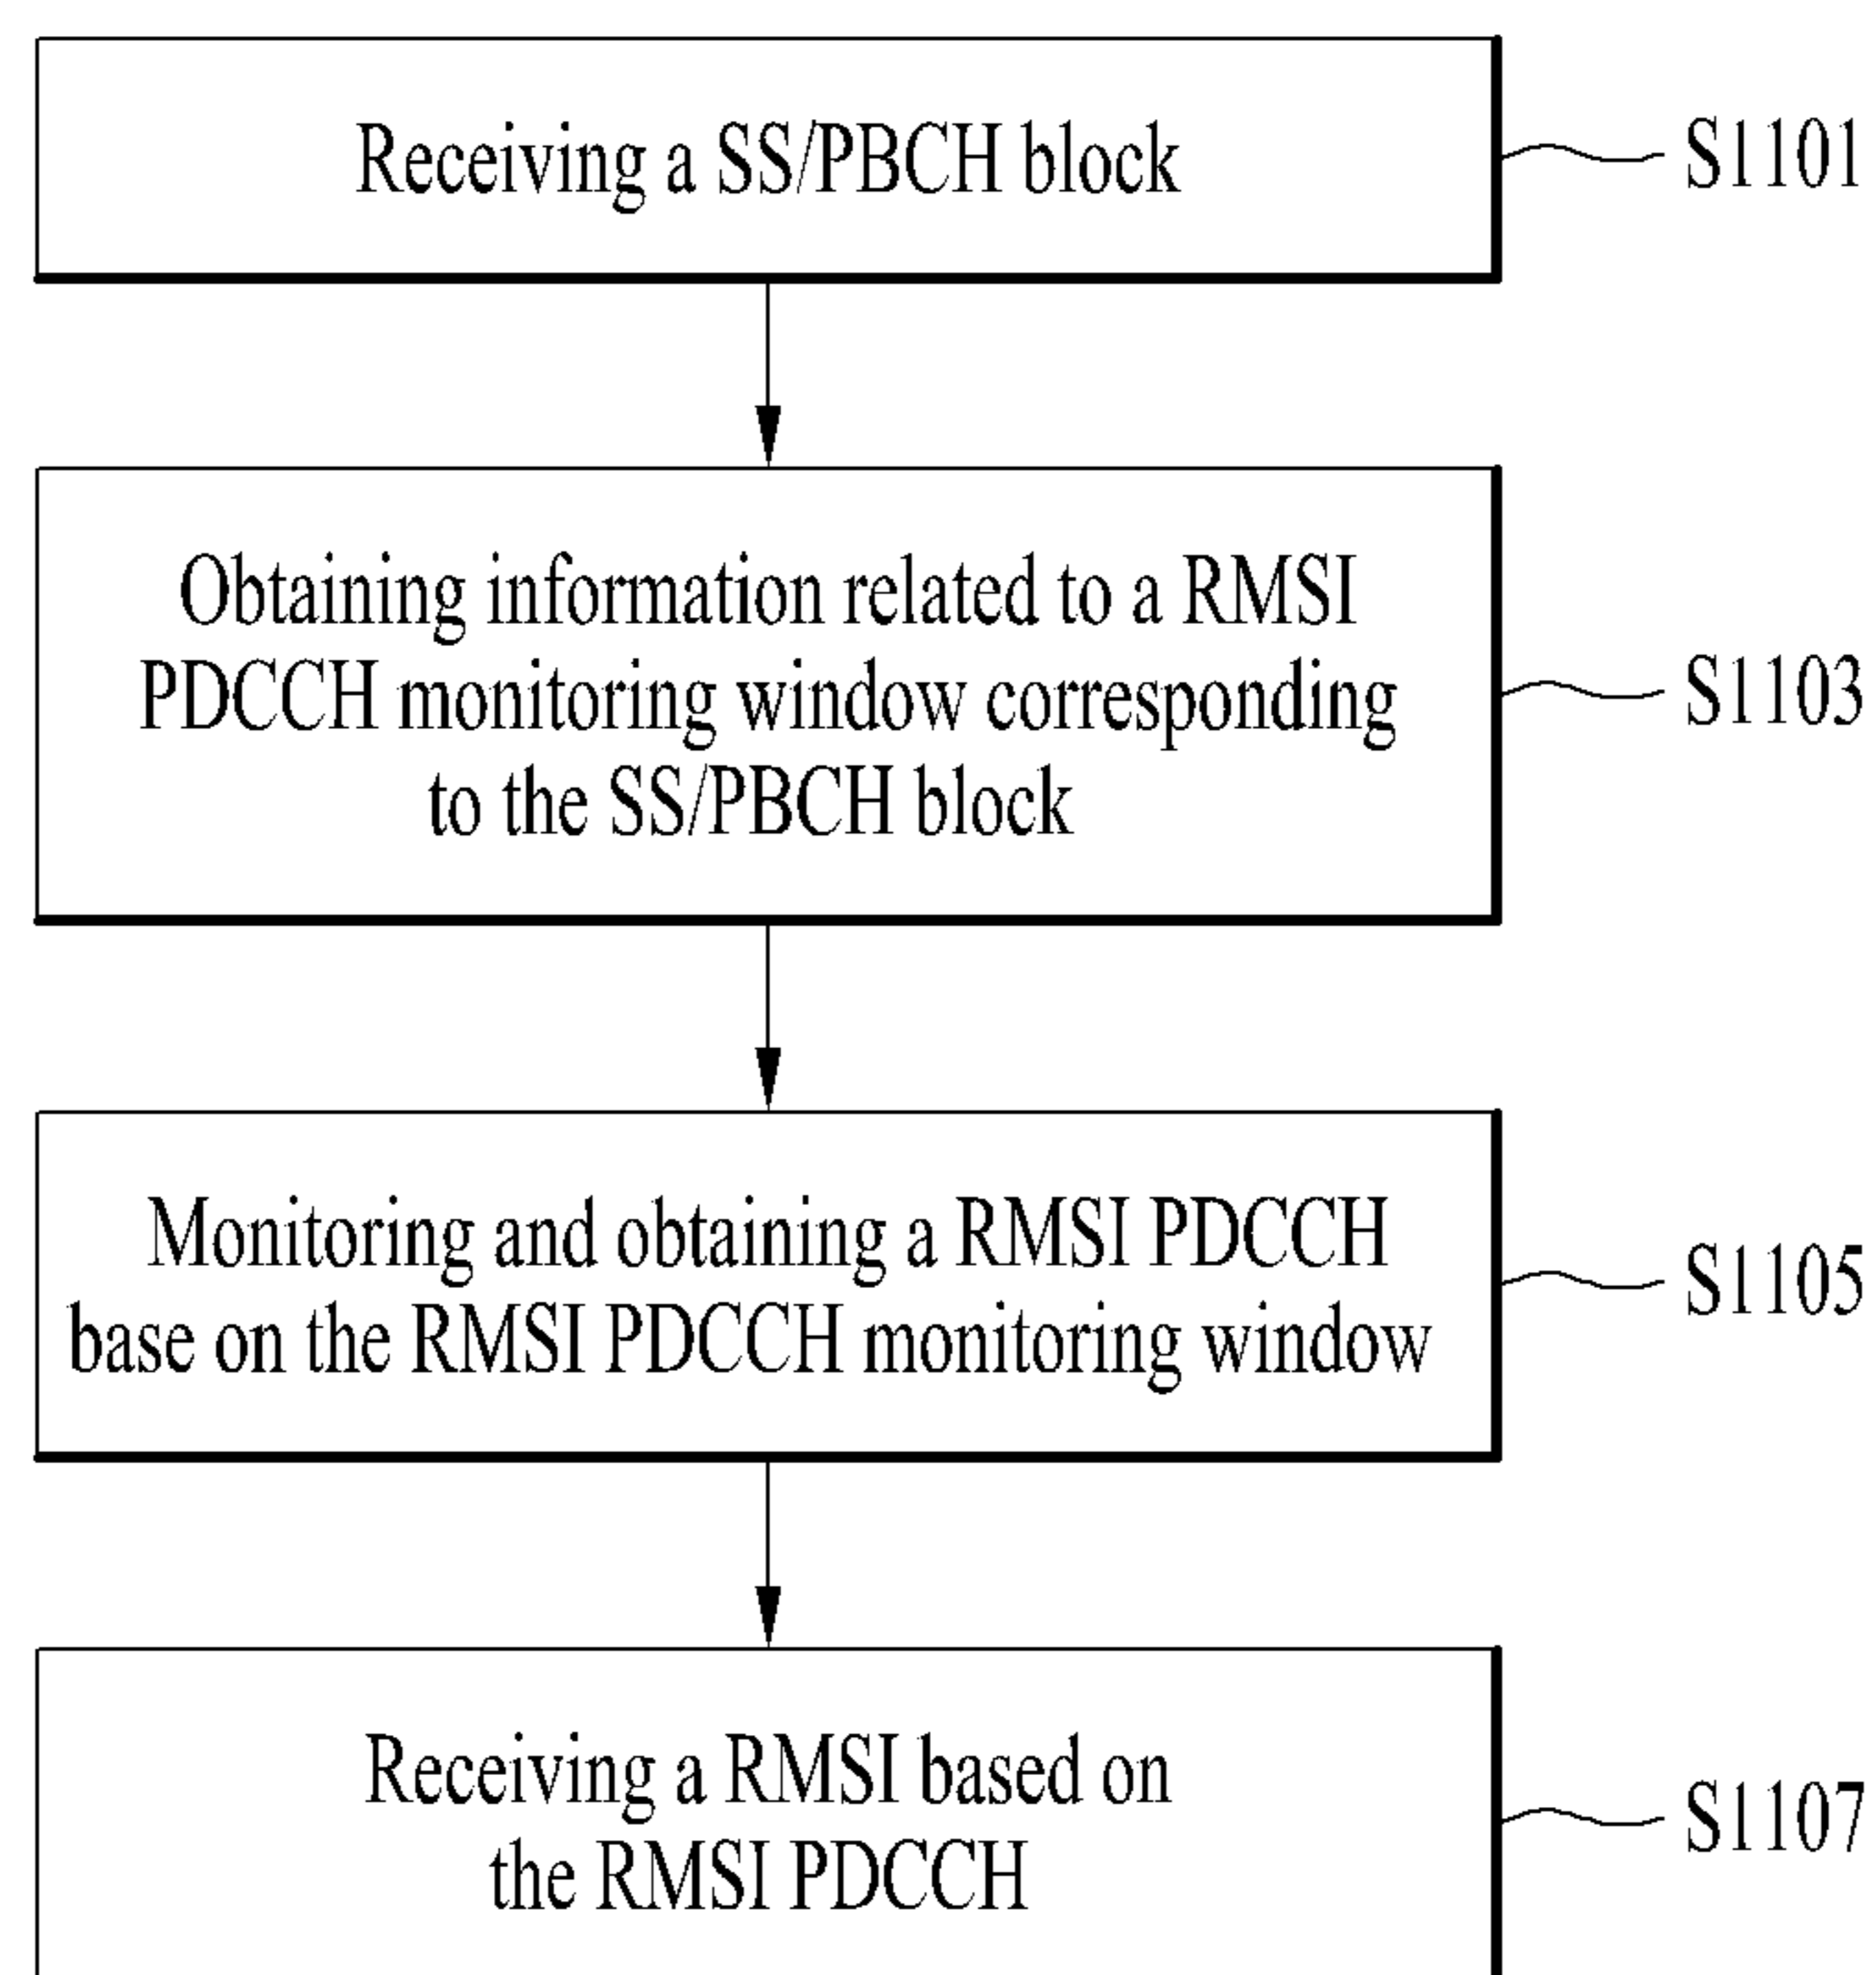 Receiving a SS/PBCH block
S1101
Obtaining information related to a RMSI
PDCCH monitoring window corresponding
to the SS/PBCH block
S1103
Monitoring and obtaining a RMSI PDCCH
base on the RMSI PDCCH monitoring window
S1105
Receiving a RMSI based on
the RMSI PDCCH
S1107